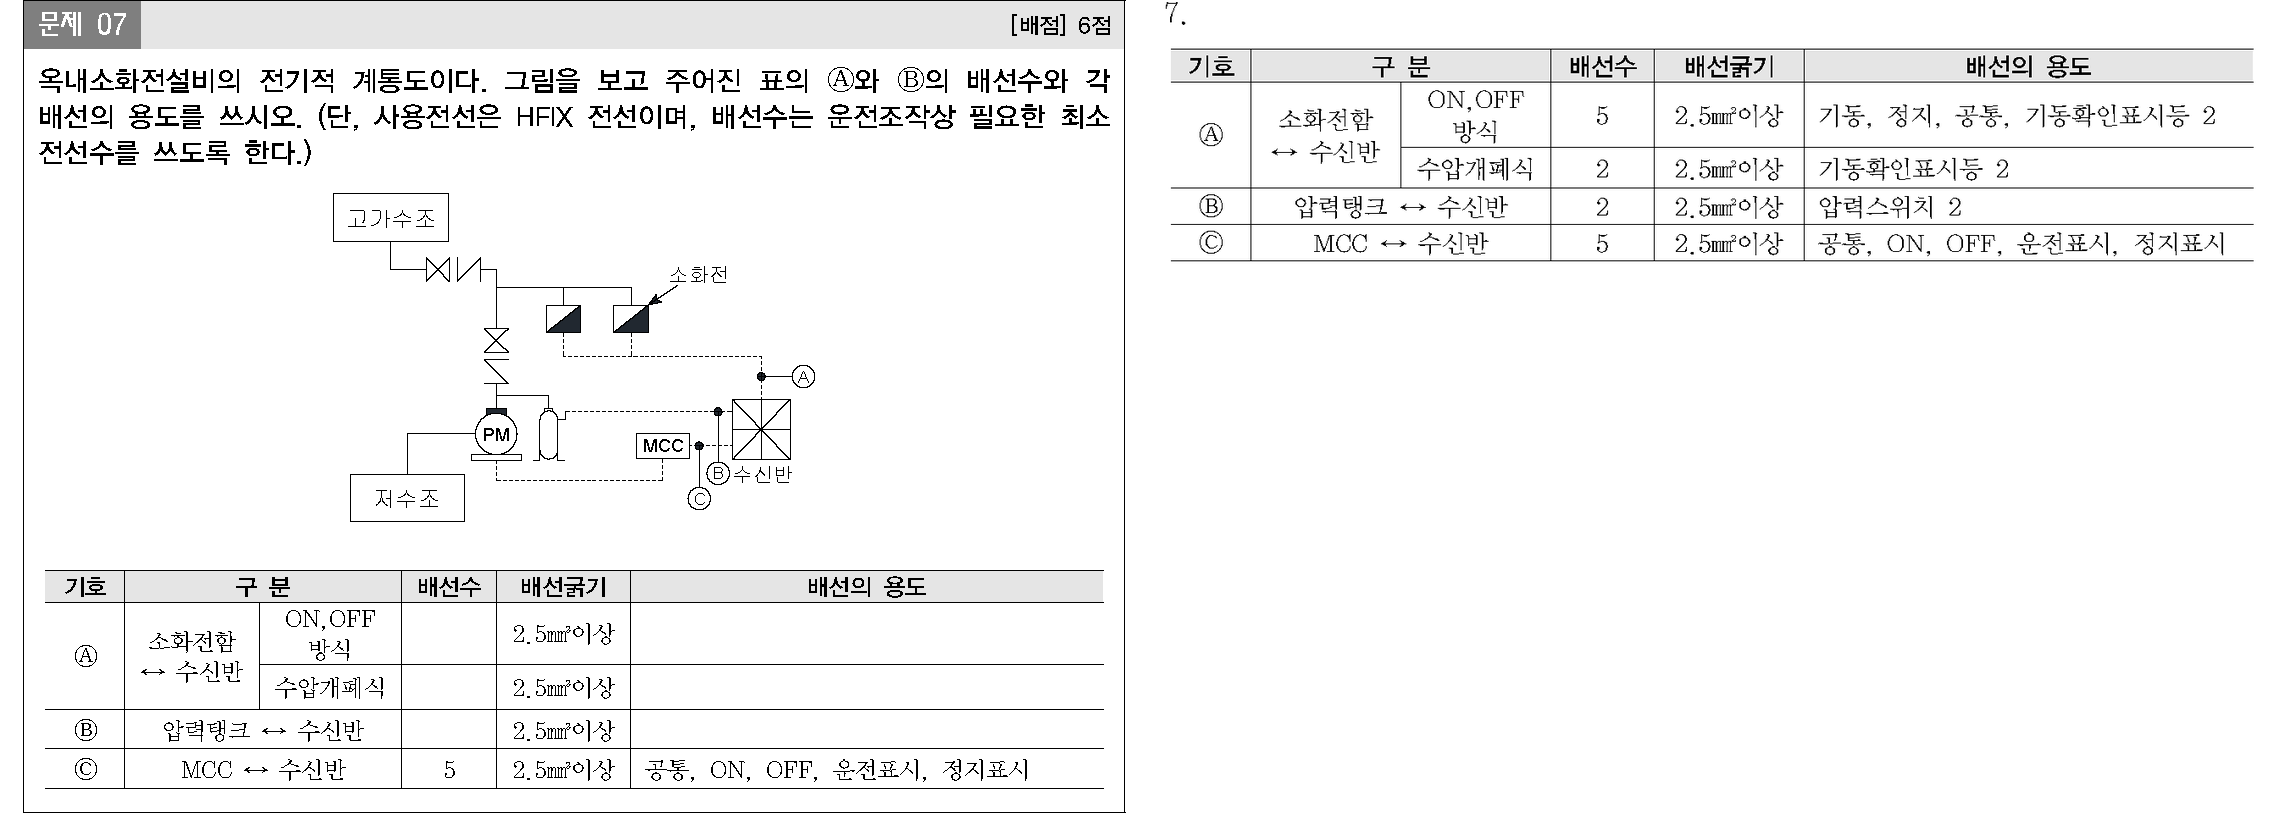 문제 07
[배점] 6점
옥내소화전설비의 전기적 계통도이다. 그림을 보고 주어진 표의 Ⓐ와 Ⓑ의 배선수와 각
배선의 용도를 쓰시오. (단, 사용전선은 HFIX 전선이며, 배선수는 운전조작상 필요한 최소
전선수를 쓰도록 한다.)
고가수조
소화전
Ⓐ
PM
MCC
Ⓑ 수신반
Ⓒ
저수조
기호 구 분 배선수 배선굵기 배선의 용도
Ⓐ 소화전함 ↔ 수신반 ON,OFF 방식 2.5㎟이상
수압개폐식 2.5㎟이상
Ⓑ 압력탱크 ↔ 수신반 2.5㎟이상
Ⓒ MCC ↔ 수신반 5 2.5㎟이상 공통, ON, OFF, 운전표시, 정지표시
7.
기호 구 분 배선수 배선굵기 배선의 용도
Ⓐ 소화전함 ↔ 수신반 ON,OFF 방식 5 2.5㎟이상 기동, 정지, 공통, 기동확인표시등 2
수압개폐식 2 2.5㎟이상 기동확인표시등 2
Ⓑ 압력탱크 ↔ 수신반 2 2.5㎟이상 압력스위치 2
Ⓒ MCC ↔ 수신반 5 2.5㎟이상 공통, ON, OFF, 운전표시, 정지표시